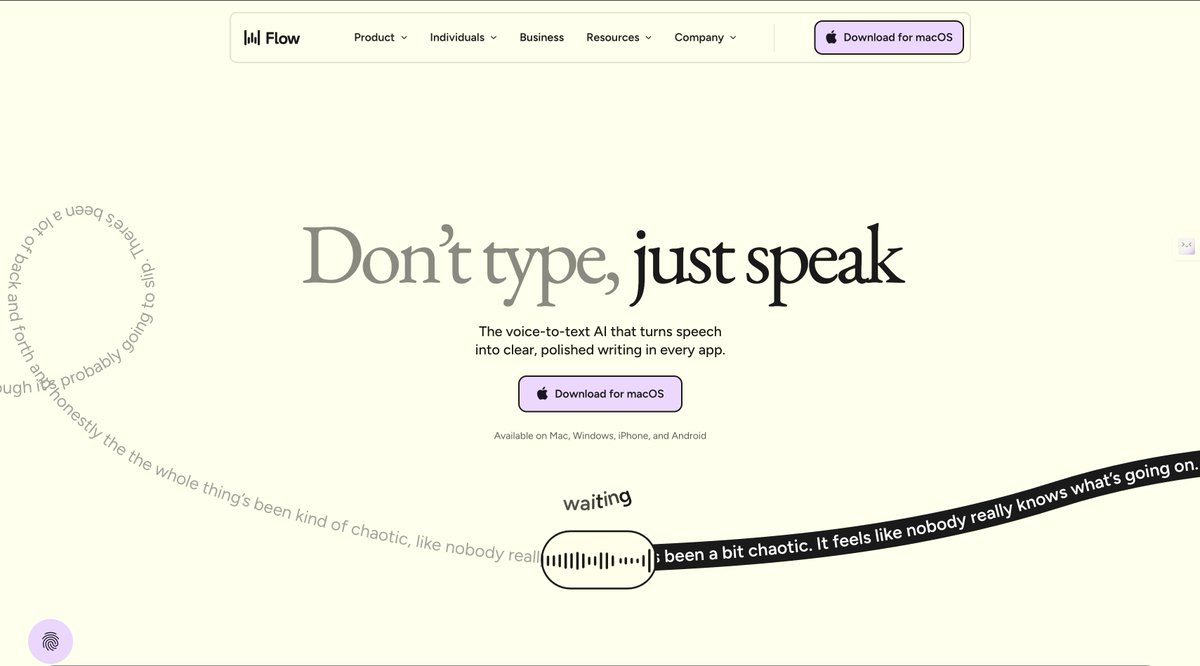 Flow
Product
Individuals
Business
Resources
Company
Download for macOS
Don't type, just speak
The voice-to-text AI that turns speech
into clear, polished writing in every app.
Download for macOS
Available on Mac, Windows, iPhone, and Android
probably going to slip. There's been a lot of back and forth and honestly the the whole thing's been kind of chaotic, like nobody reall
waiting
been a bit chaotic. It feels like nobody really knows what's going on.